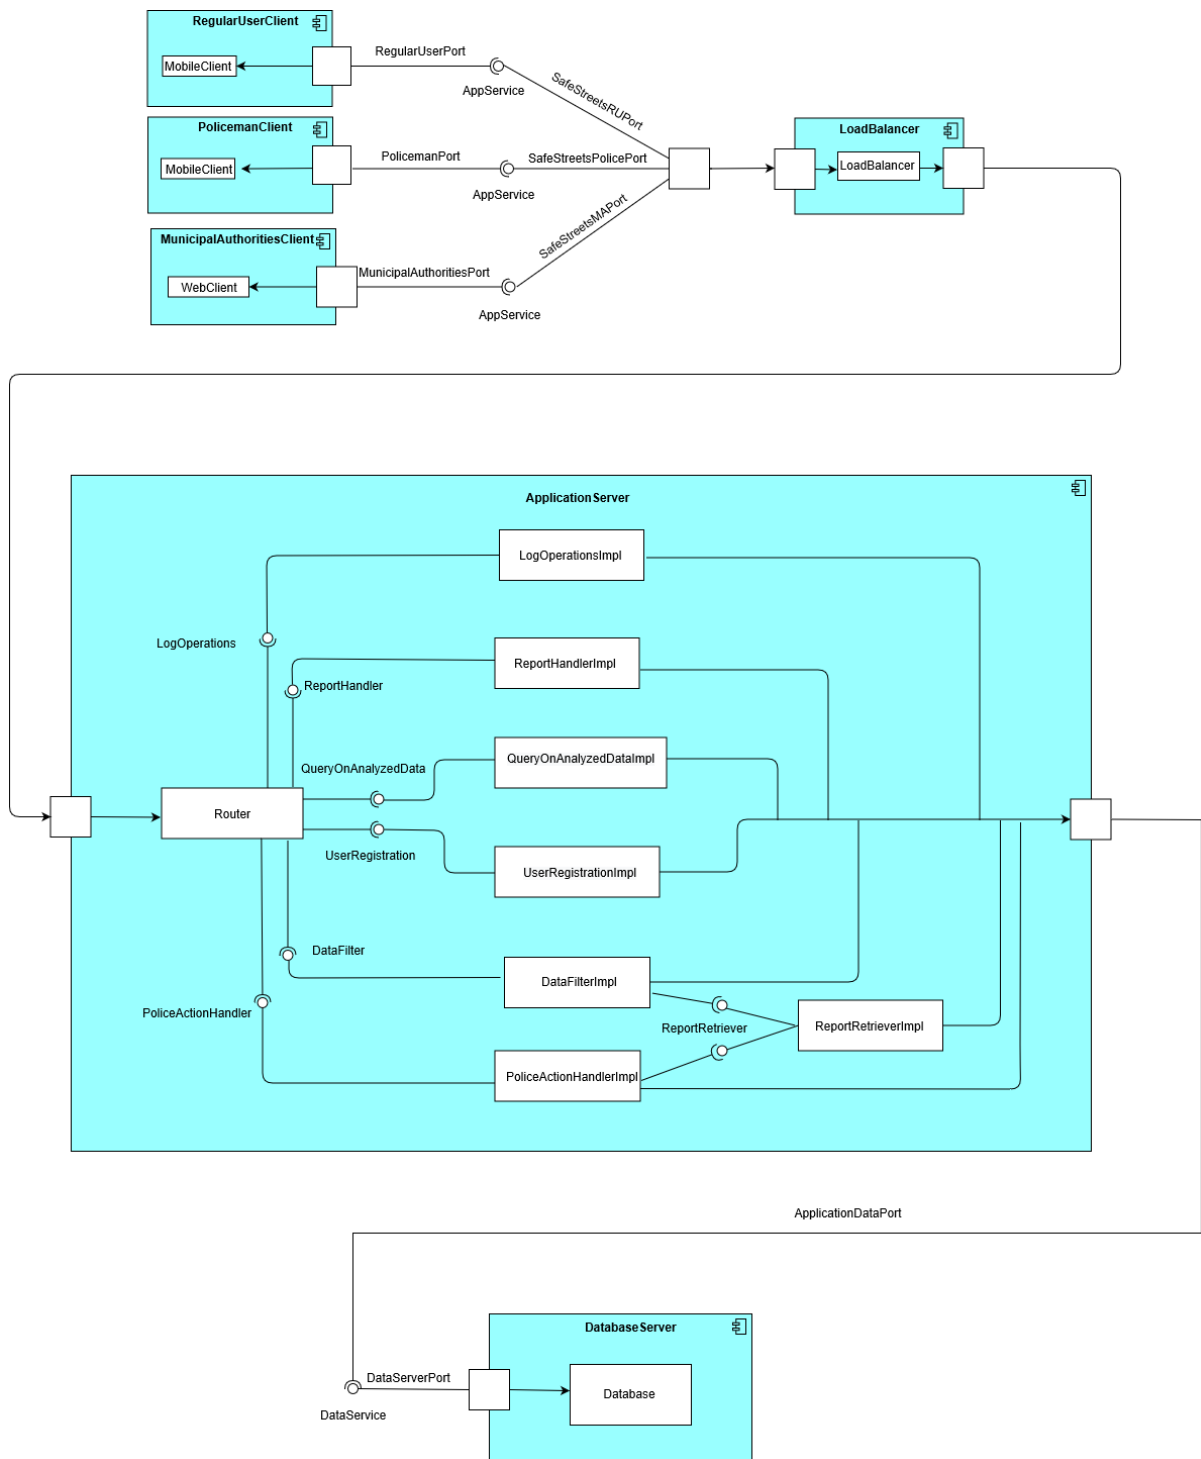 RegularUserClient
MobileClient
RegularUserPort
AppService
SafeStreetsRUPort
PolicemanClient
MobileClient
PolicemanPort
AppService
SafeStreetsPolicePort
LoadBalancer
LoadBalancer
MunicipalAuthoritiesClient
WebClient
MunicipalAuthoritiesPort
AppService
SafeStreetsMAPort
ApplicationServer
LogOperationsImpl
LogOperations
ReportHandlerImpl
ReportHandler
QueryOnAnalyzedData
QueryOnAnalyzedDataImpl
Router
UserRegistration
UserRegistrationImpl
DataFilter
DataFilterImpl
PoliceActionHandler
ReportRetriever
ReportRetrieverImpl
PoliceActionHandlerImpl
ApplicationDataPort
DatabaseServer
DataServerPort
Database
DataService